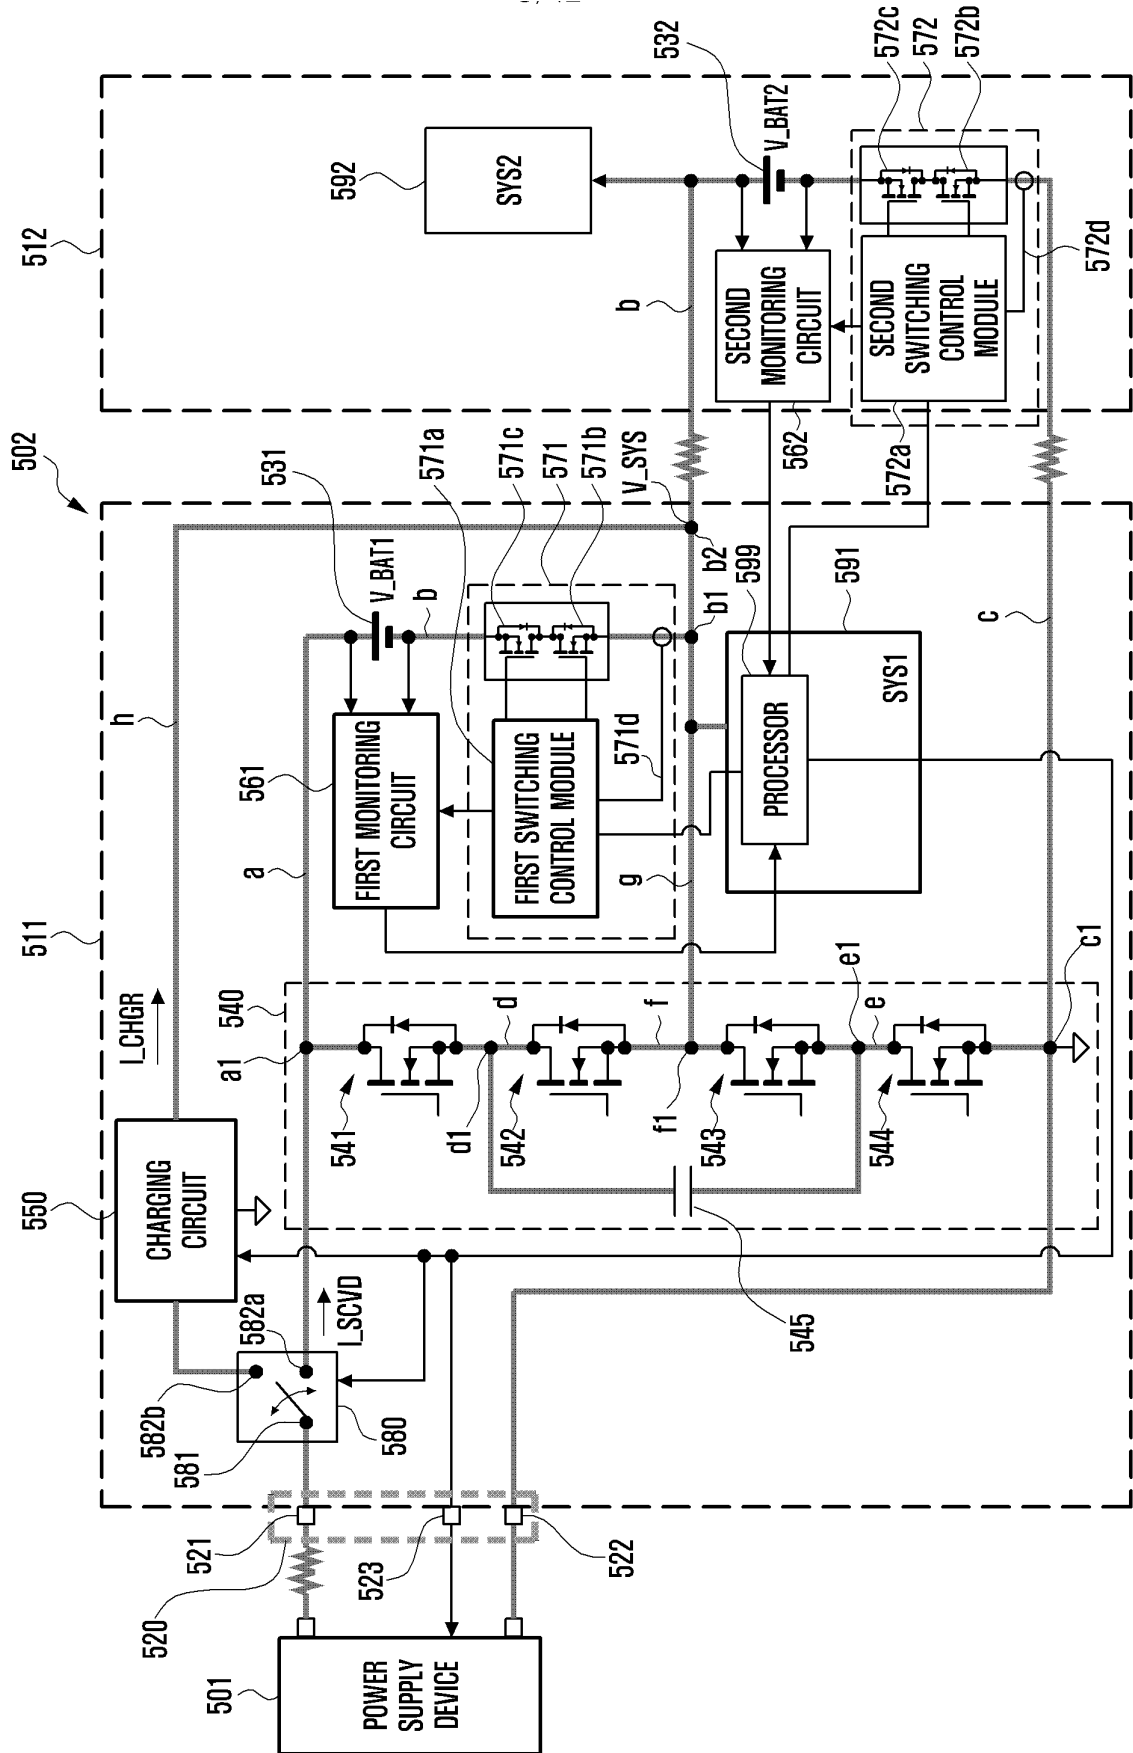 502
511
512
I_CHGR
h
550
CHARGING
CIRCUIT
a
a1
540
541
d
d1
542
f
f1
543
e1
e
544
c1
545
582a
582b
581
580
I_SCVD
501
POWER
SUPPLY
DEVICE
520
521
523
522
531
V_BAT1
b
561
FIRST MONITORING
CIRCUIT
571a
571c
571
571b
571d
FIRST SWITCHING
CONTROL MODULE
V_SYS
b2
b1
g
599
591
PROCESSOR
SYS1
c
592
SYS2
532
V_BAT2
b
SECOND
MONITORING
CIRCUIT
562
572c
572
572b
572d
572a
SECOND
SWITCHING
CONTROL
MODULE